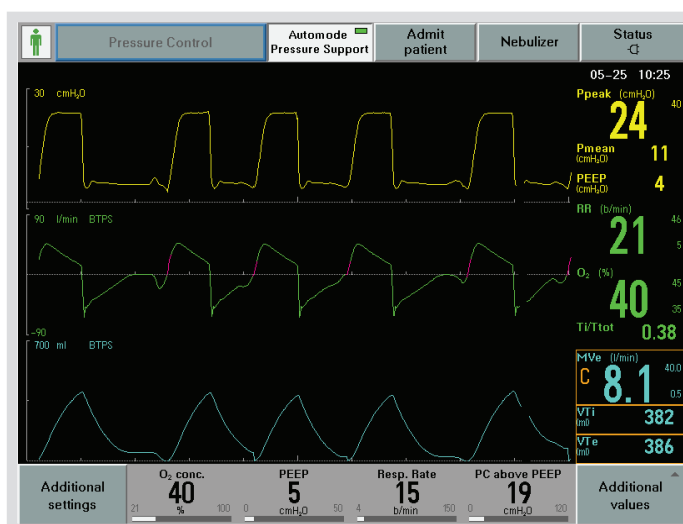 Pressure Control
Automode
Pressure Support
Admit
patient
Nebulizer
Status
05-25 10:25
30 cmH₂O
Ppeak (cmH₂O)
40
24
Pmean
(cmH₂O)
11
PEEP
(cmH₂O)
4
90 l/min BTPS
RR (b/min)
46
21
5
O₂ (%)
45
40
35
-90
Ti/Ttot
0.38
700 ml BTPS
MVe (l/min)
C
8.1
40.0
0.5
VTi
(ml)
382
VTe
(ml)
386
Additional
settings
O₂ conc.
40
21 % 100
PEEP
5
0 cmH₂O 50
Resp. Rate
15
4 b/min 150
PC above PEEP
19
0 cmH₂O 120
Additional
values